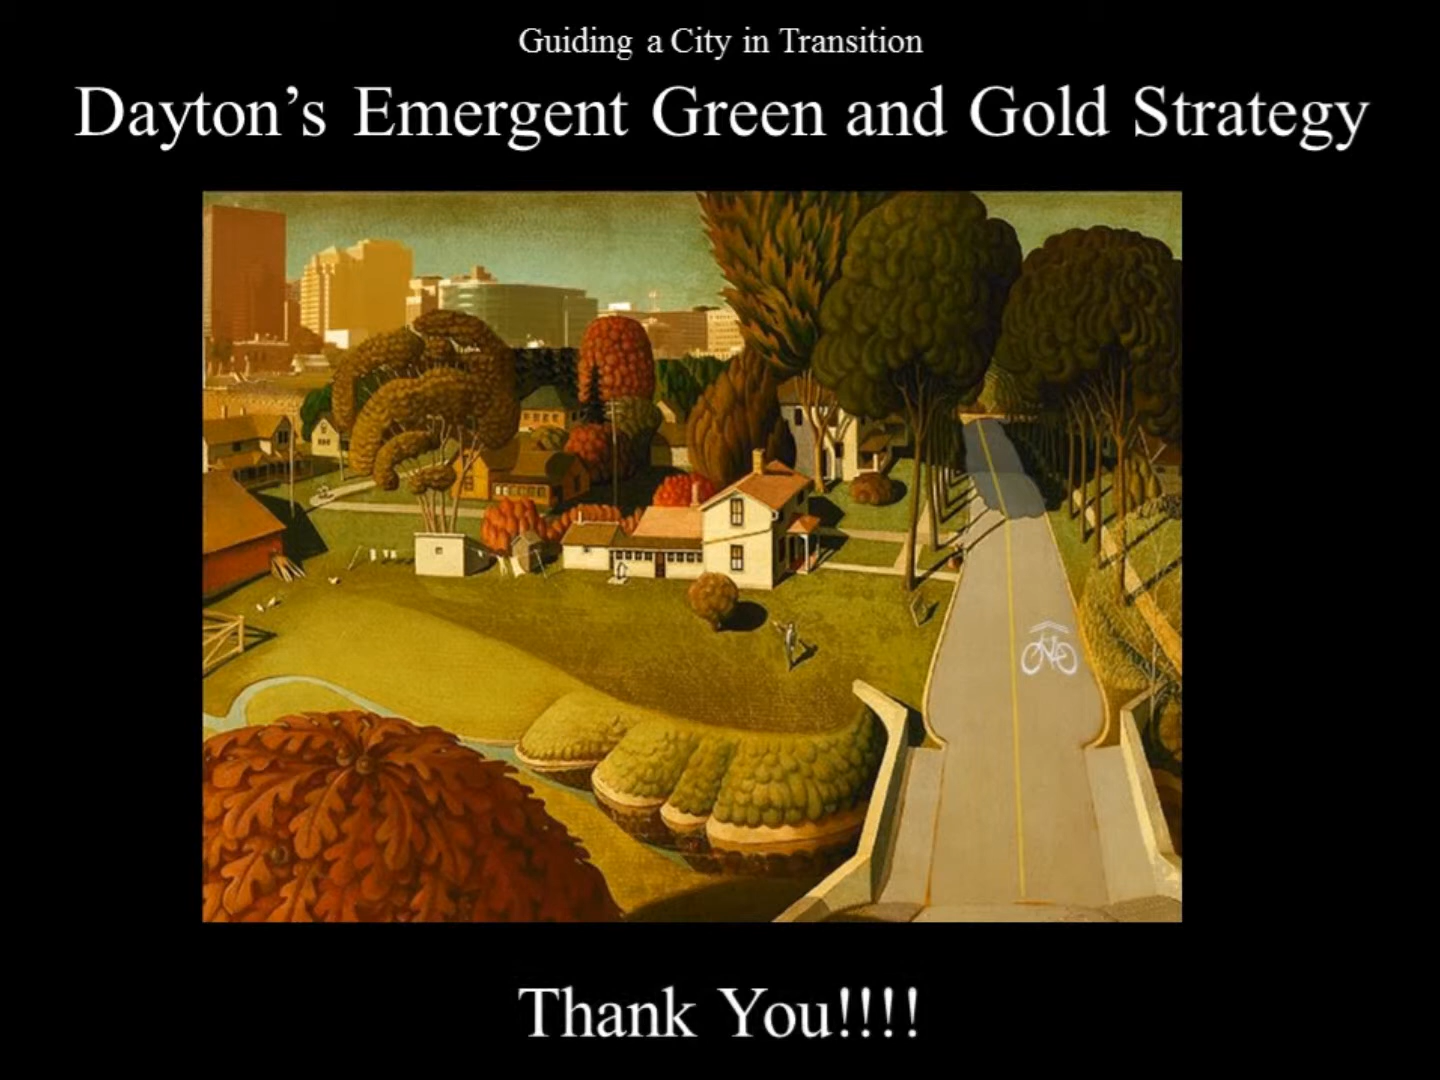 Guiding a City in Transition
Dayton’s Emergent Green and Gold Strategy
Thank You!!!!